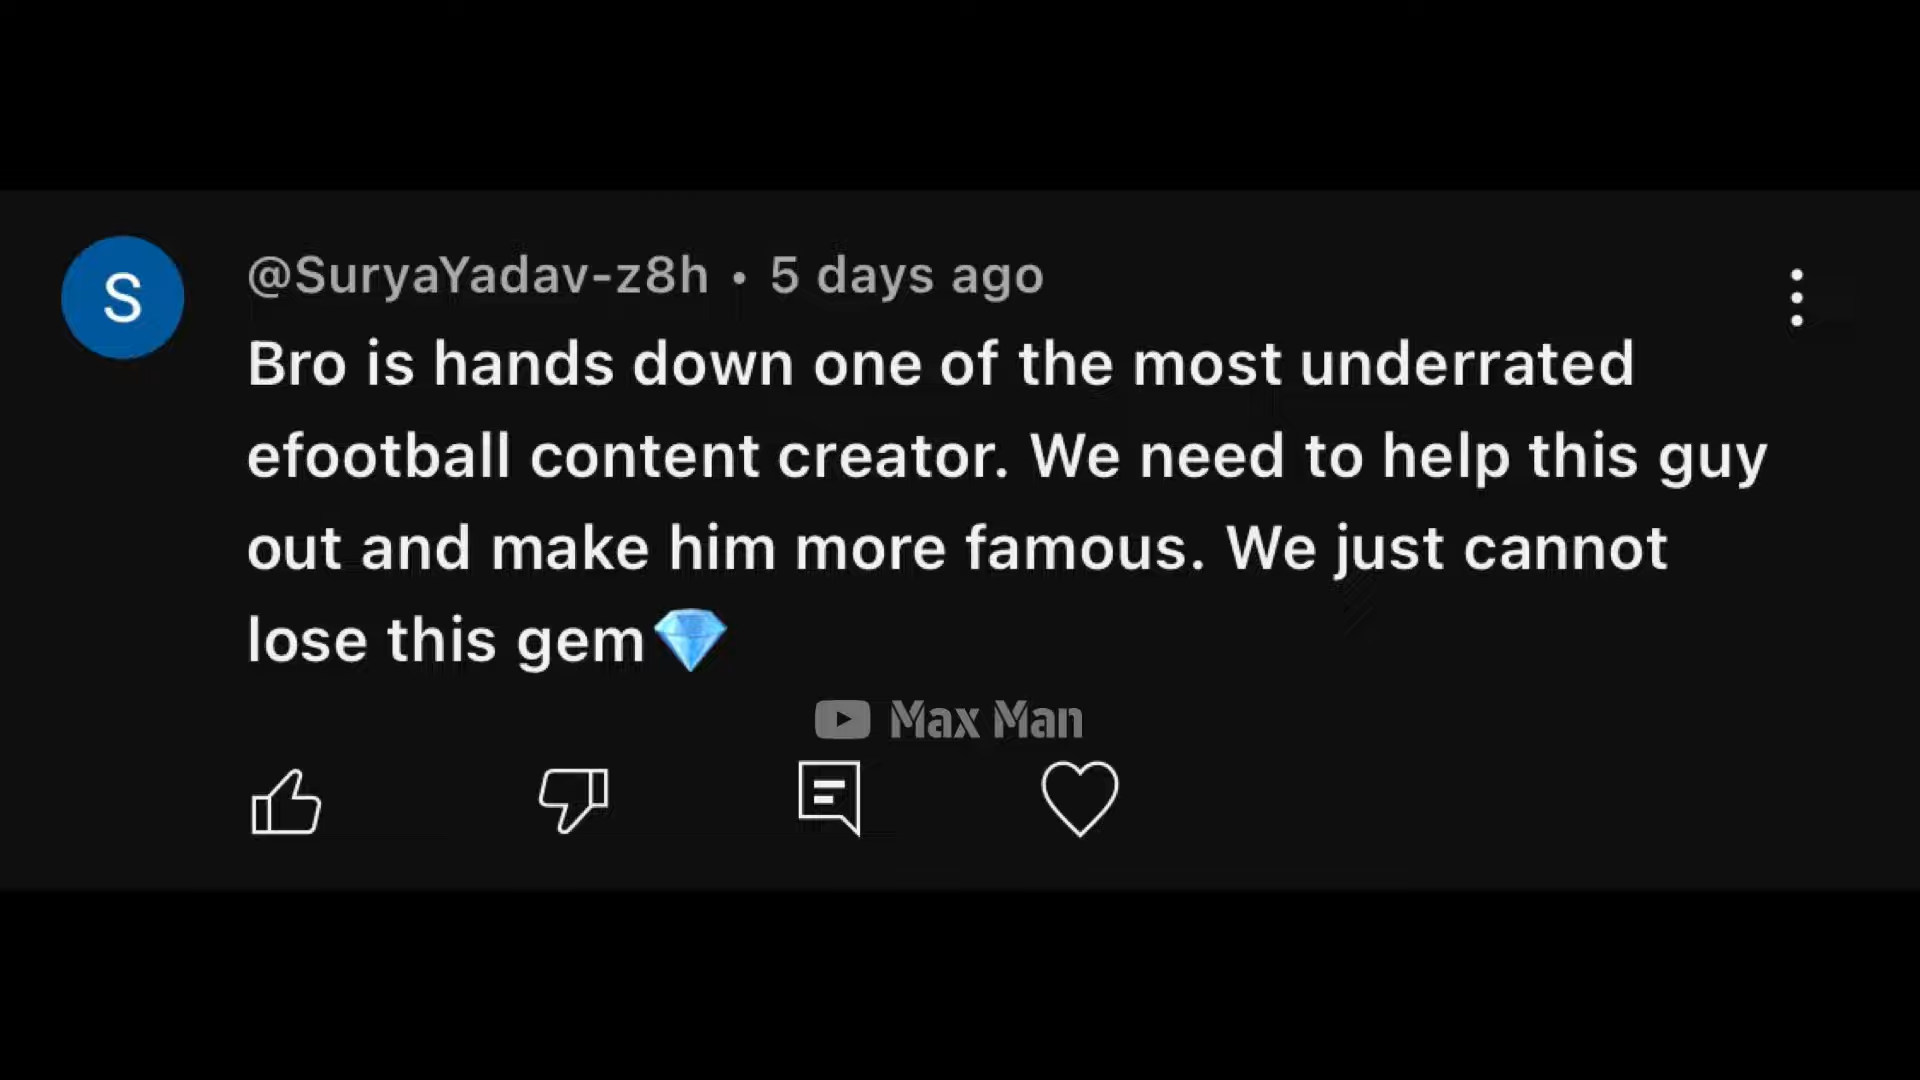 S
@SuryaYadav-z8h • 5 days ago
Bro is hands down one of the most underrated
efootball content creator. We need to help this guy
out and make him more famous. We just cannot
lose this gem💎
Max Man